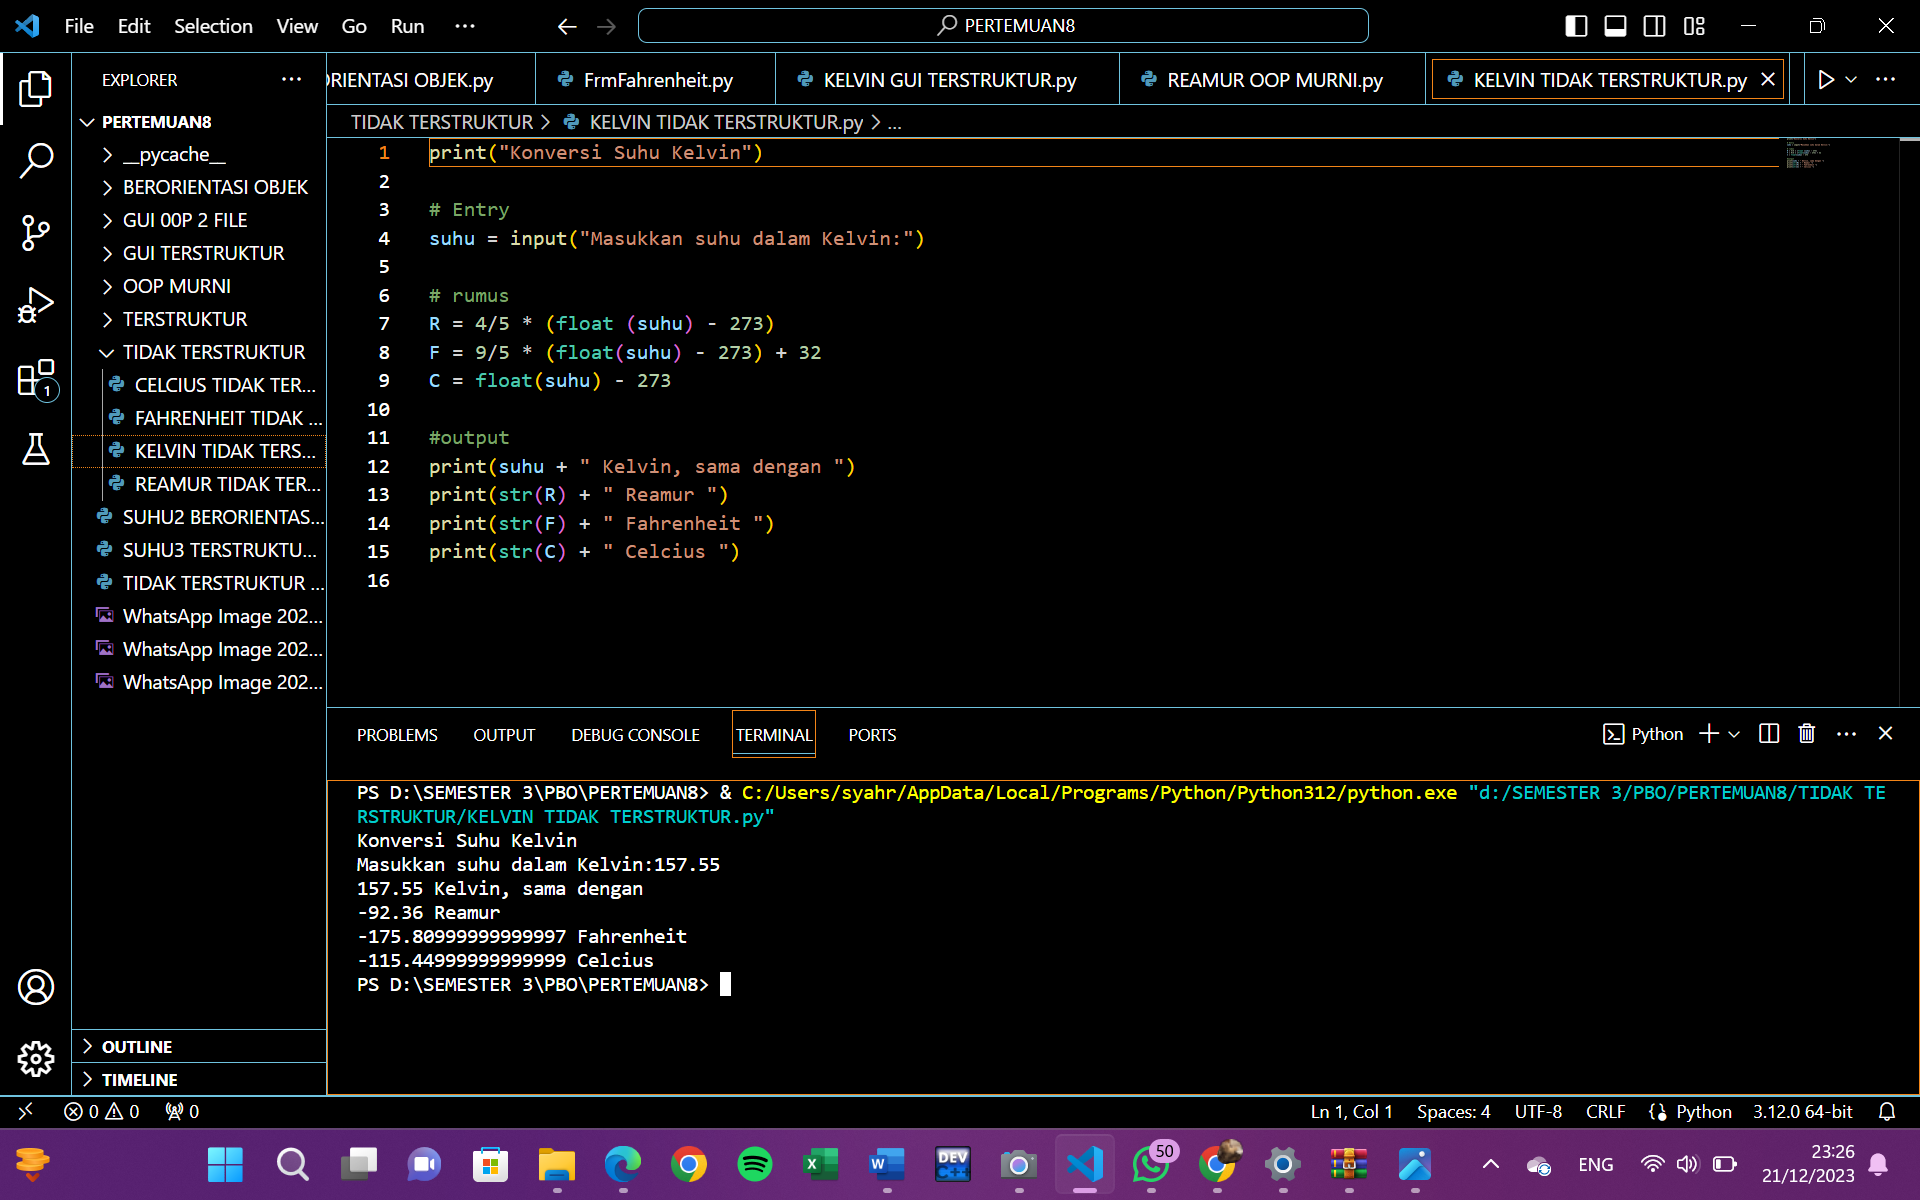 File Edit Selection View Go Run ···
PERTEMUAN8
EXPLORER ···
ORIENTASI OBJEK.py FrmFahrenheit.py KELVIN GUI TERSTRUKTUR.py REAMUR OOP MURNI.py KELVIN TIDAK TERSTRUKTUR.py
TIDAK TERSTRUKTUR > KELVIN TIDAK TERSTRUKTUR.py > ...
PERTEMUAN8
__pycache__
BERORIENTASI OBJEK
GUI 00P 2 FILE
GUI TERSTRUKTUR
OOP MURNI
TERSTRUKTUR
TIDAK TERSTRUKTUR
CELCIUS TIDAK TER...
FAHRENHEIT TIDAK ...
KELVIN TIDAK TERS...
REAMUR TIDAK TER...
SUHU2 BERORIENTAS...
SUHU3 TERSTRUKTU...
TIDAK TERSTRUKTUR ...
WhatsApp Image 202...
WhatsApp Image 202...
WhatsApp Image 202...
OUTLINE
TIMELINE
1
1 print("Konversi Suhu Kelvin")
2
3 # Entry
4 suhu = input("Masukkan suhu dalam Kelvin:")
5
6 # rumus
7 R = 4/5 * (float (suhu) - 273)
8 F = 9/5 * (float(suhu) - 273) + 32
9 C = float(suhu) - 273
10
11 #output
12 print(suhu + " Kelvin, sama dengan ")
13 print(str(R) + " Reamur ")
14 print(str(F) + " Fahrenheit ")
15 print(str(C) + " Celcius ")
16
PROBLEMS OUTPUT DEBUG CONSOLE TERMINAL PORTS
Python
PS D:\SEMESTER 3\PBO\PERTEMUAN8> & C:/Users/syahr/AppData/Local/Programs/Python/Python312/python.exe "d:/SEMESTER 3/PBO/PERTEMUAN8/TIDAK TE
RSTRUKTUR/KELVIN TIDAK TERSTRUKTUR.py"
Konversi Suhu Kelvin
Masukkan suhu dalam Kelvin:157.55
157.55 Kelvin, sama dengan
-92.36 Reamur
-175.80999999999997 Fahrenheit
-115.44999999999999 Celcius
PS D:\SEMESTER 3\PBO\PERTEMUAN8>
0 0 0 Ln 1, Col 1 Spaces: 4 UTF-8 CRLF Python 3.12.0 64-bit
DEV C++
50
ENG
23:26
21/12/2023